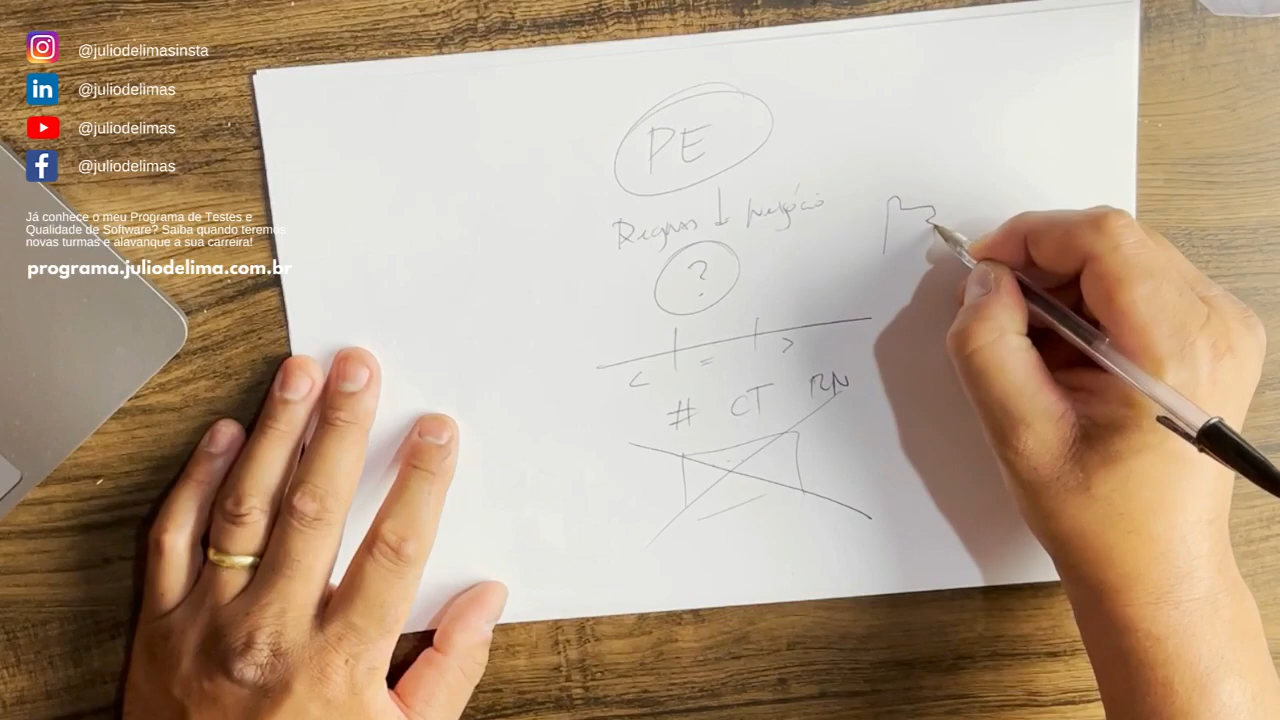 @juliodelimasinsta
@juliodelimas
@juliodelimas
@juliodelimas
Já conhece o meu Programa de Testes e
Qualidade de Software? Saiba quando teremos
novas turmas e alavanque a sua carreira!
programa.juliodelima.com.br
PE
Regras de negócio
?
< = >
# CT RN